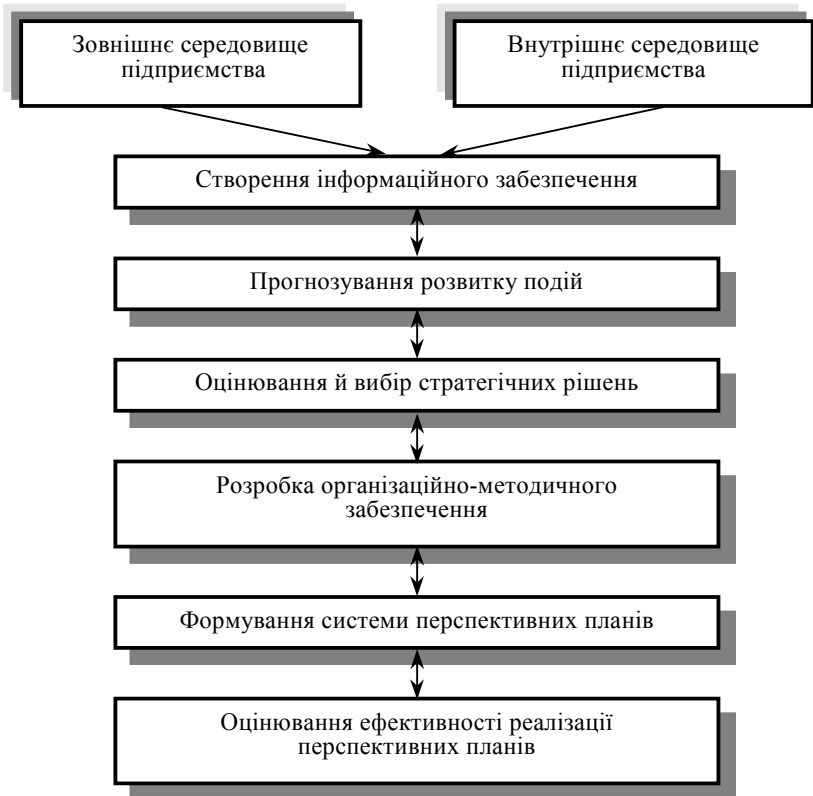 Зовнішнє середовище
підприємства
Внутрішнє середовище
підприємства
Створення інформаційного забезпечення
Прогнозування розвитку подій
Оцінювання й вибір стратегічних рішень
Розробка організаційно-методичного
забезпечення
Формування системи перспективних планів
Оцінювання ефективності реалізації
перспективних планів